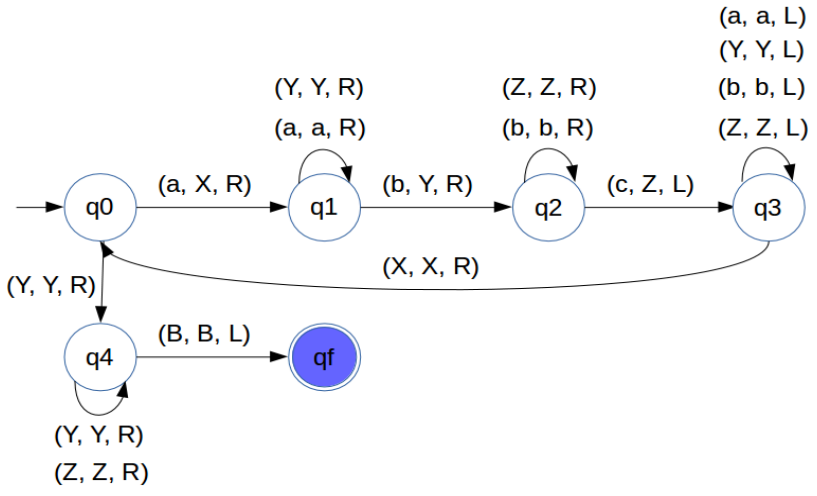 (a, a, L)
(Y, Y, L)
(Y, Y, R)
(Z, Z, R)
(b, b, L)
(a, a, R)
(b, b, R)
(Z, Z, L)
(a, X, R)
(b, Y, R)
(c, Z, L)
q0
q1
q2
q3
(X, X, R)
(Y, Y, R)
(B, B, L)
q4
qf
(Y, Y, R)
(Z, Z, R)